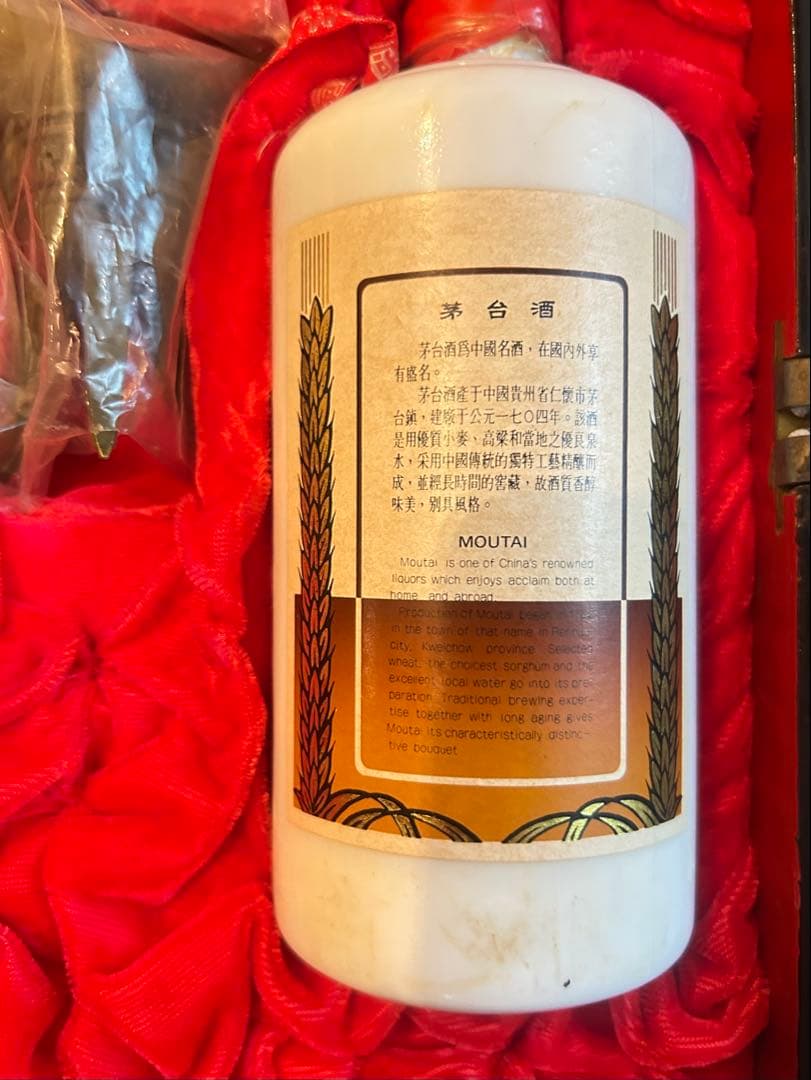 茅台酒
茅台酒爲中國名酒，在國內外享
有盛名。
茅台酒產于中國貴州省仁懷市茅
台鎮，建廠于公元一七〇四年。該酒
是用優質小麥、高粱和當地之優良泉
水，采用中國傳統的獨特工藝精釀而
成，並經長時間的窖藏，故酒質香醇
味美，別具風格。
MOUTAI
Moutai is one of China's renowned
liquors which enjoys acclaim both at
home and abroad.
Production of Moutai began in
in the town of that name in Renhuai
city, Kweichow province Selected
wheat, the choicest sorghum and the
excellent local water go into its pre-
paration Traditional brewing exper-
tise together with long aging gives
Moutai its characteristically distinc-
tive bouquet